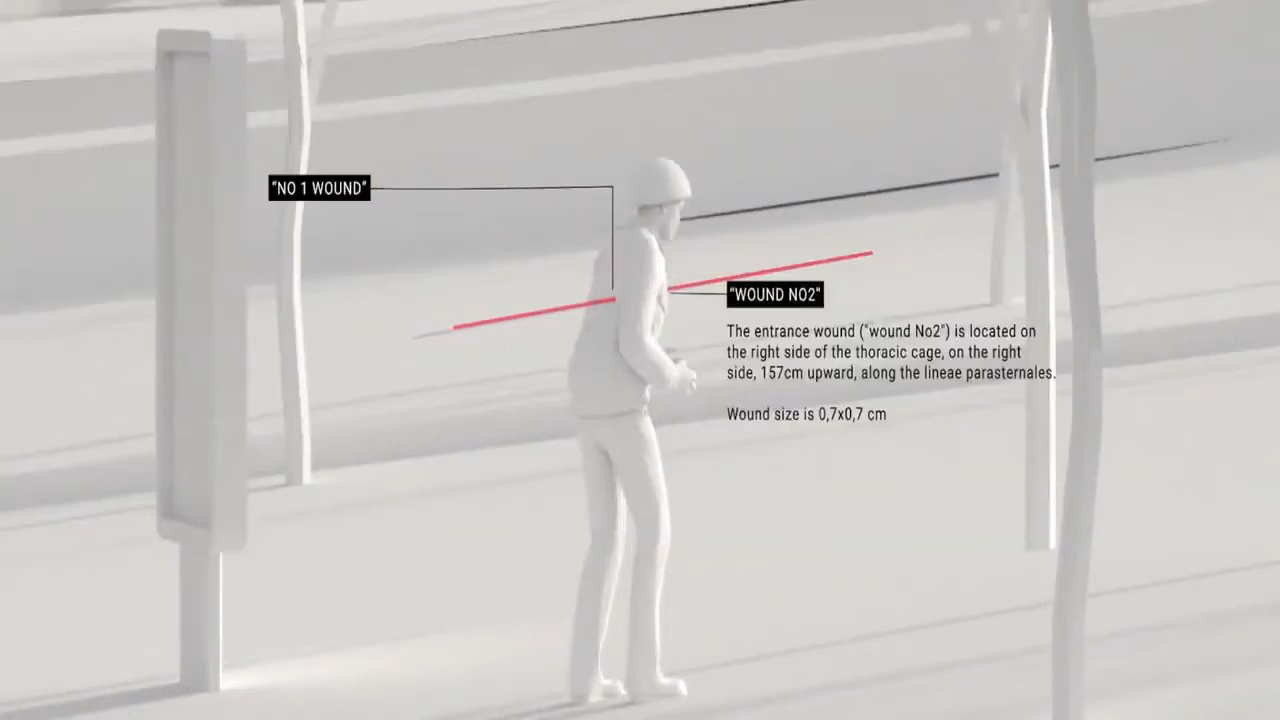 "NO 1 WOUND"
"WOUND NO2"
The entrance wound ("wound No2") is located on
the right side of the thoracic cage, on the right
side, 157cm upward, along the lineae parasternales.
Wound size is 0,7x0,7 cm